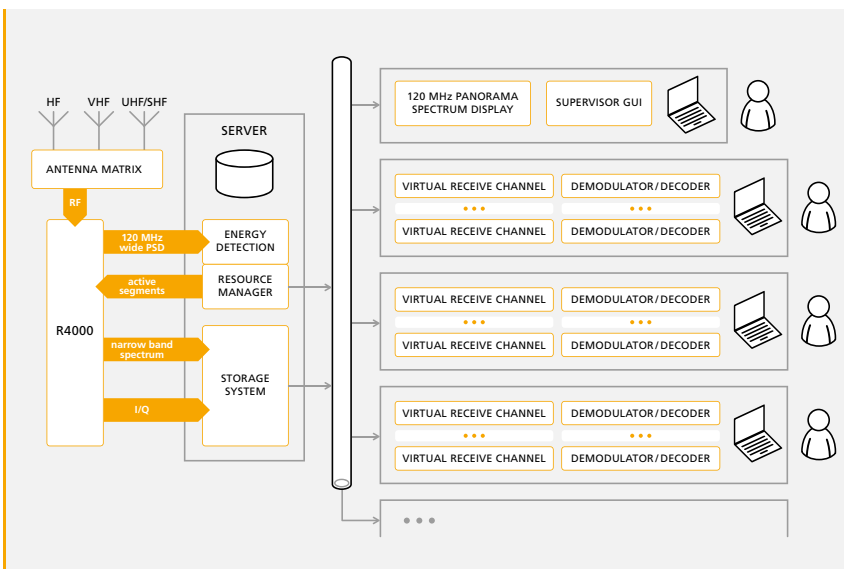 HF VHF UHF/SHF
ANTENNA MATRIX
RF
R4000
120 MHz
wide PSD
active
segments
narrow band
spectrum
I/Q
SERVER
ENERGY
DETECTION
RESOURCE
MANAGER
STORAGE
SYSTEM
120 MHz PANORAMA
SPECTRUM DISPLAY
SUPERVISOR GUI
VIRTUAL RECEIVE CHANNEL DEMODULATOR/DECODER
VIRTUAL RECEIVE CHANNEL DEMODULATOR/DECODER
VIRTUAL RECEIVE CHANNEL DEMODULATOR/DECODER
VIRTUAL RECEIVE CHANNEL DEMODULATOR/DECODER
VIRTUAL RECEIVE CHANNEL DEMODULATOR/DECODER
VIRTUAL RECEIVE CHANNEL DEMODULATOR/DECODER